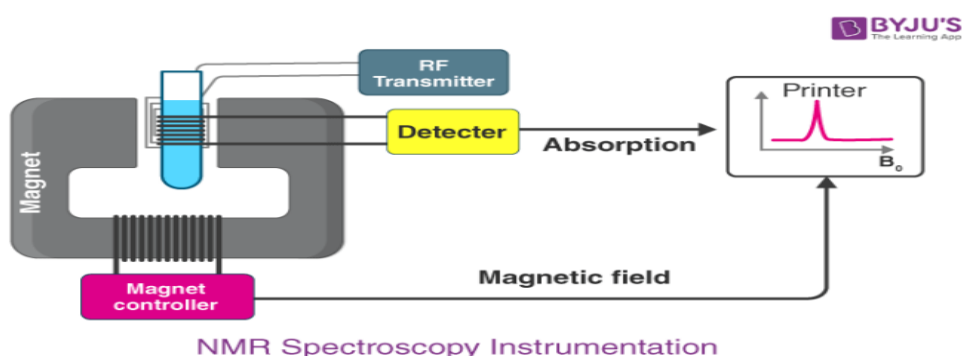 BYJU'S
The Learning App
RF
Transmitter
Printer
Detecter
Absorption
B₀
Magnet
Magnetic field
Magnet
controller
NMR Spectroscopy Instrumentation